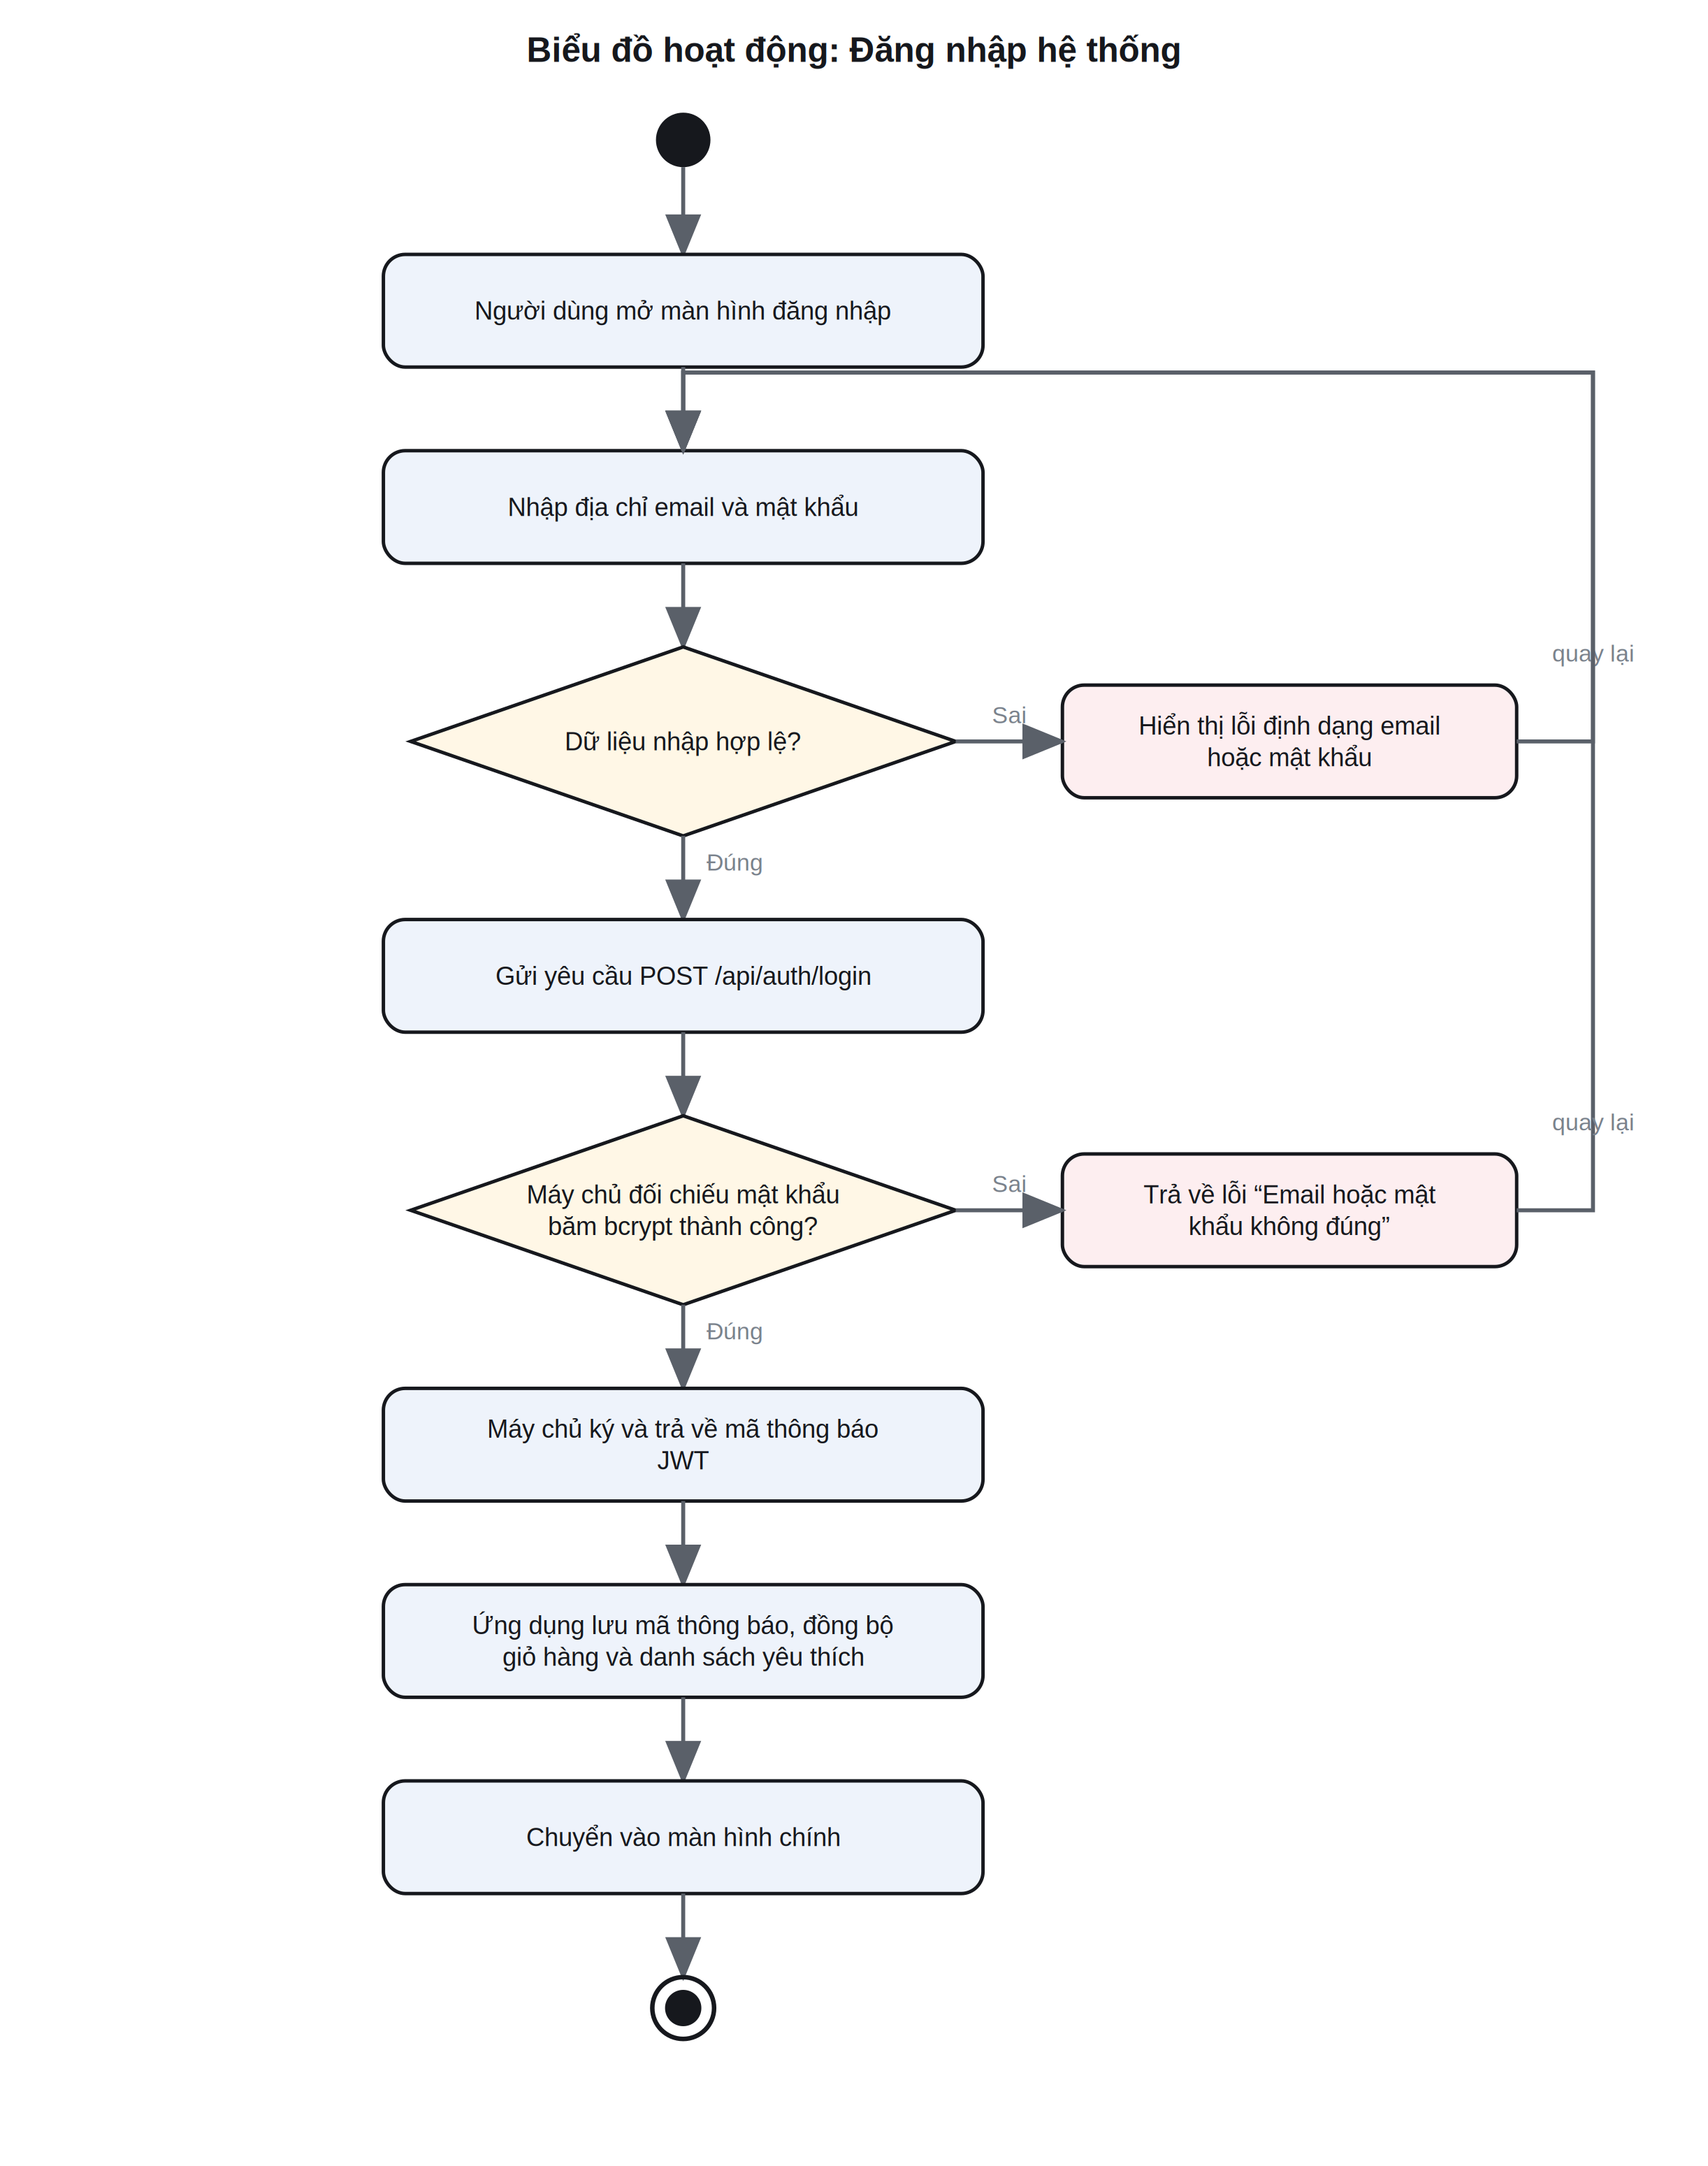 Biểu đồ hoạt động: Đăng nhập hệ thống
Người dùng mở màn hình đăng nhập
Nhập địa chỉ email và mật khẩu
quay lại
Dữ liệu nhập hợp lệ?
Sai
Hiển thị lỗi định dạng email
hoặc mật khẩu
Đúng
Gửi yêu cầu POST /api/auth/login
quay lại
Máy chủ đối chiếu mật khẩu
băm bcrypt thành công?
Sai
Trả về lỗi “Email hoặc mật
khẩu không đúng”
Đúng
Máy chủ ký và trả về mã thông báo
JWT
Ứng dụng lưu mã thông báo, đồng bộ
giỏ hàng và danh sách yêu thích
Chuyển vào màn hình chính